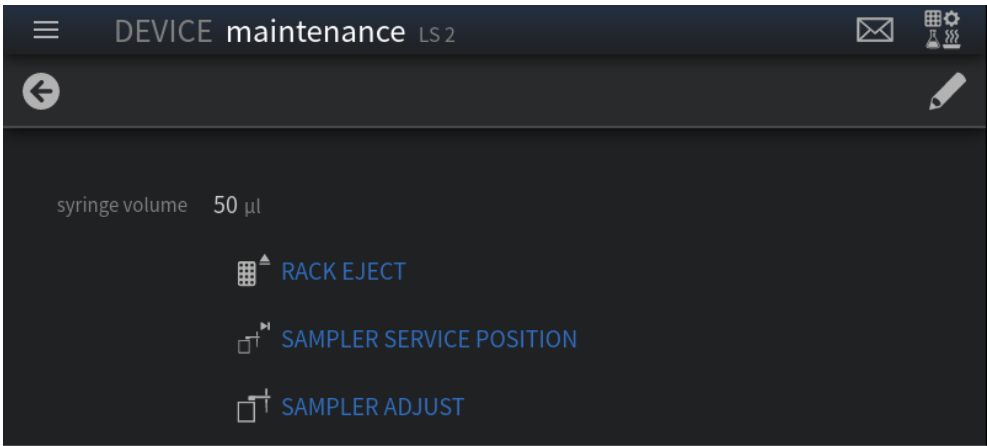 DEVICE maintenance LS 2
syringe volume 50 µl
RACK EJECT
SAMPLER SERVICE POSITION
SAMPLER ADJUST